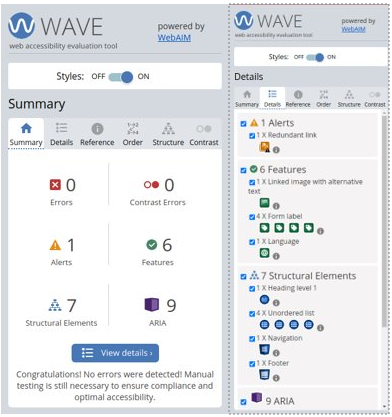 WAVE
powered by
WebAIM
web accessibility evaluation tool
Styles: OFF ON
Summary
Summary Details Reference Order Structure Contrast
0
Errors
0
Contrast Errors
1
Alerts
6
Features
7
Structural Elements
9
ARIA
View details ›
Congratulations! No errors were detected! Manual
testing is still necessary to ensure compliance and
optimal accessibility.
WAVE
powered by
WebAIM
web accessibility evaluation tool
Styles: OFF ON
Details
Summary Details Reference Order Structure Contrast
1 Alerts
1 X Redundant link
6 Features
1 X Linked image with alternative
text
4 X Form label
1 X Language
7 Structural Elements
1 X Heading level 1
4 X Unordered list
1 X Navigation
1 X Footer
9 ARIA